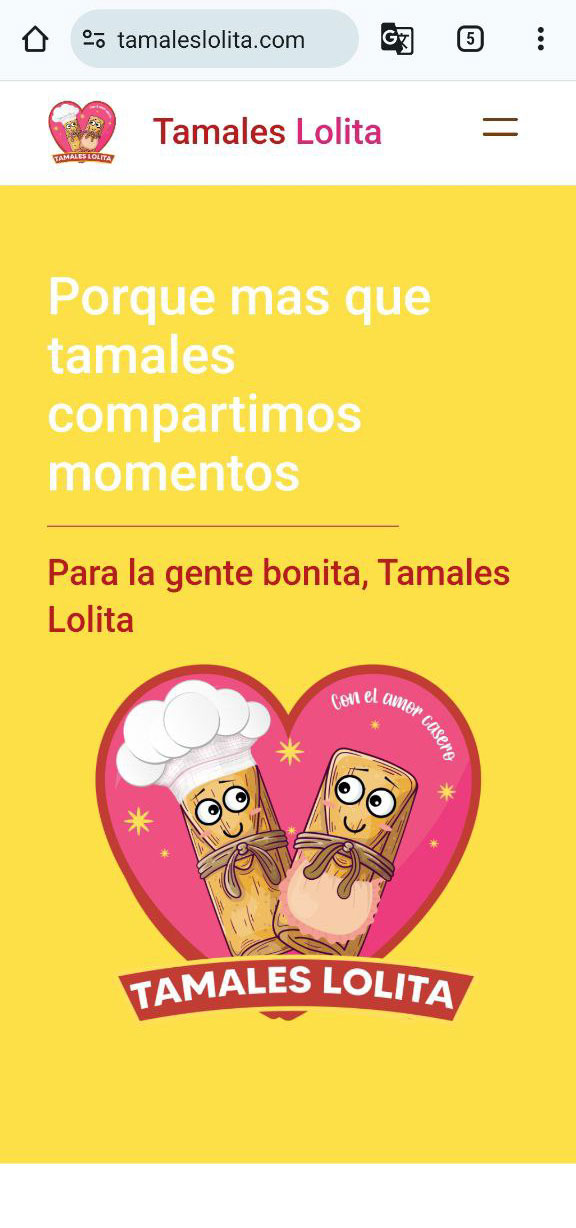 tamaleslolita.com
5
TAMALES LOLITA
Tamales Lolita
Porque mas que
tamales
compartimos
momentos
Para la gente bonita, Tamales
Lolita
Con el amor casero
TAMALES LOLITA